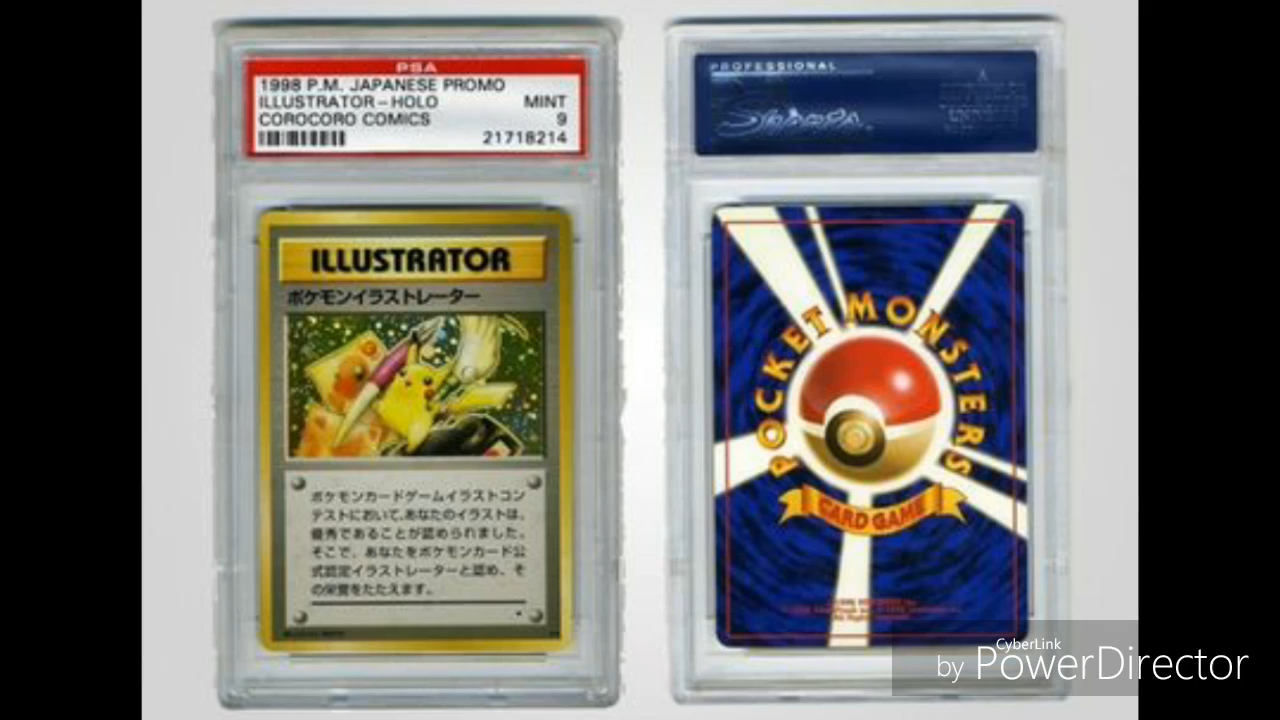 PSA
1998 P.M. JAPANESE PROMO
ILLUSTRATOR-HOLO MINT
COROCORO COMICS 9
21718214
ILLUSTRATOR
ポケモンイラストレーター
ポケモンカードゲームイラストコン
テストにおいて、あなたのイラストは、
優秀であることが認められました。
そこで、あなたをポケモンカード公
式認定イラストレーターと認め、そ
の栄誉をたたえます。
PROFESSIONAL
POCKET MONSTERS
CARD GAME
CyberLink
by PowerDirector